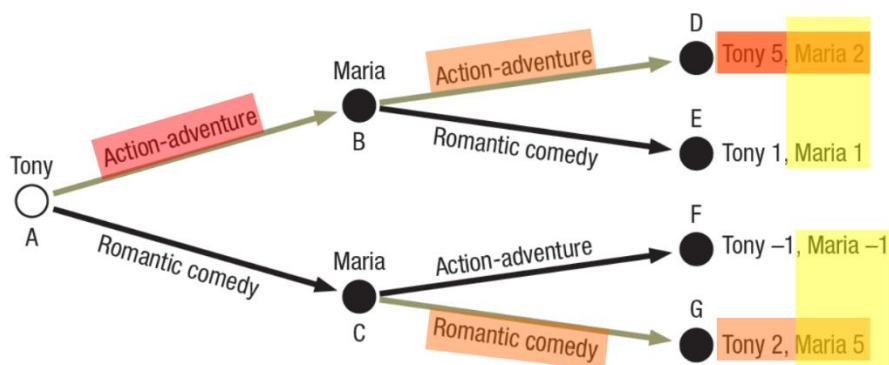 D
Action-adventure
Tony 5, Maria 2
Maria
B
Action-adventure
E
Romantic comedy
Tony 1, Maria 1
Tony
A
F
Romantic comedy
Maria
C
Action-adventure
Tony –1, Maria –1
G
Romantic comedy
Tony 2, Maria 5